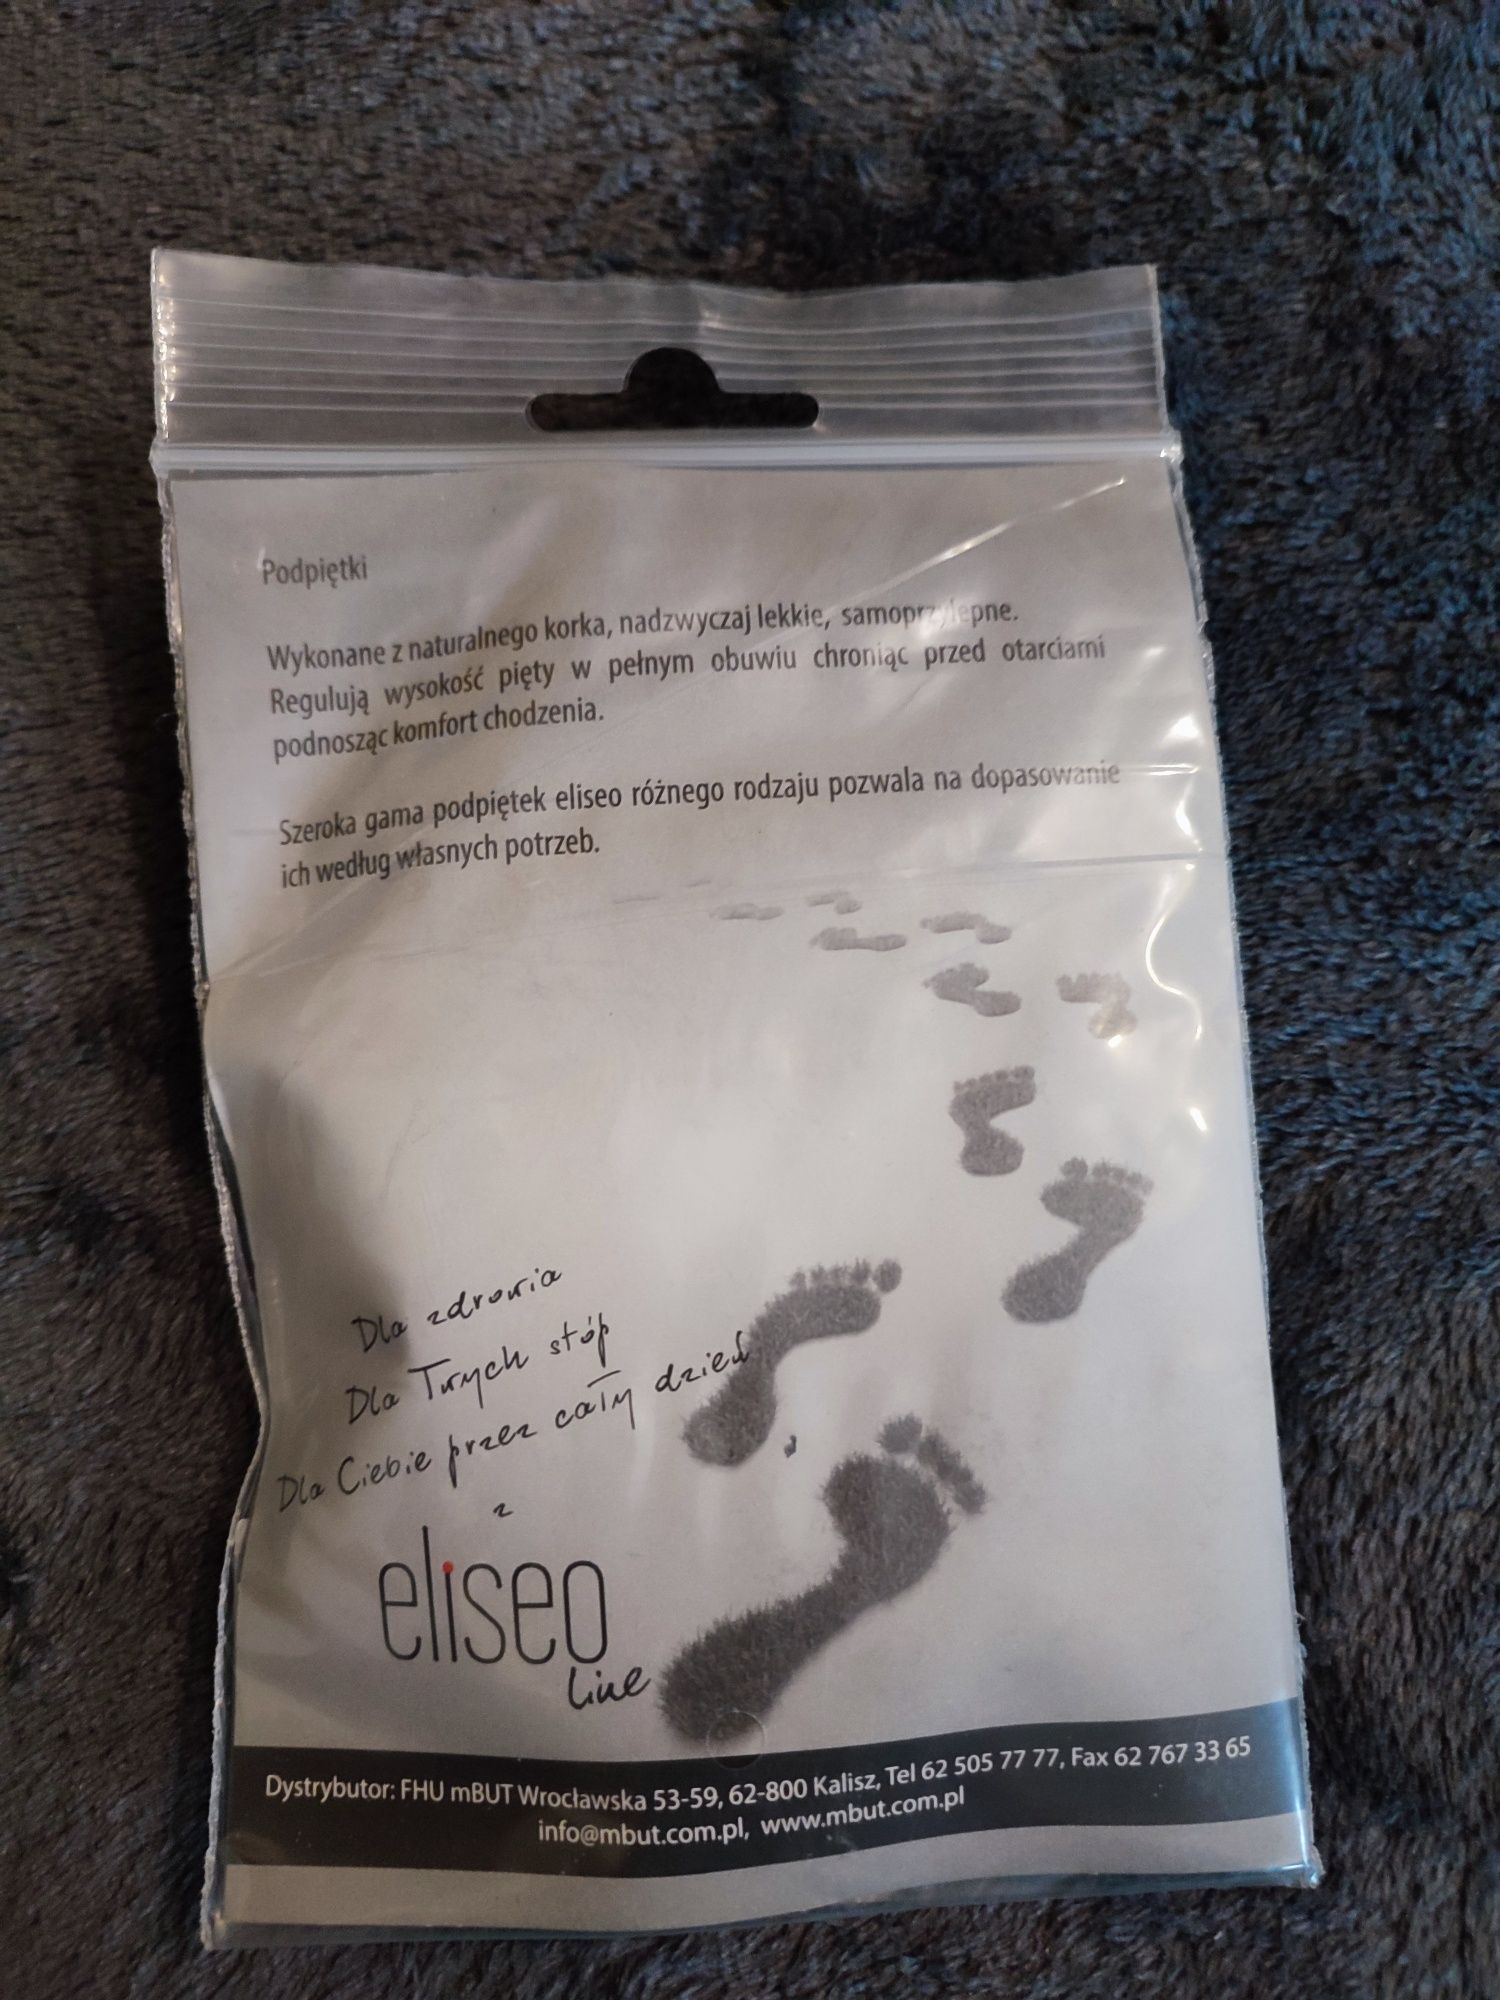 Podpiętki
Wykonane z naturalnego korka, nadzwyczaj lekkie, samoprzylepne.
Regulują wysokość pięty w pełnym obuwiu chroniąc przed otarciami
podnosząc komfort chodzenia.
Szeroka gama podpiętek eliseo różnego rodzaju pozwala na dopasowanie
ich według własnych potrzeb.
Dla zdrowia
Dla Twych stóp
Dla Ciebie przez cały dzień
z
eliseo
line
Dystrybutor: FHU mBUT Wrocławska 53-59, 62-800 Kalisz, Tel 62 505 77 77, Fax 62 767 33 65
info@mbut.com.pl, www.mbut.com.pl